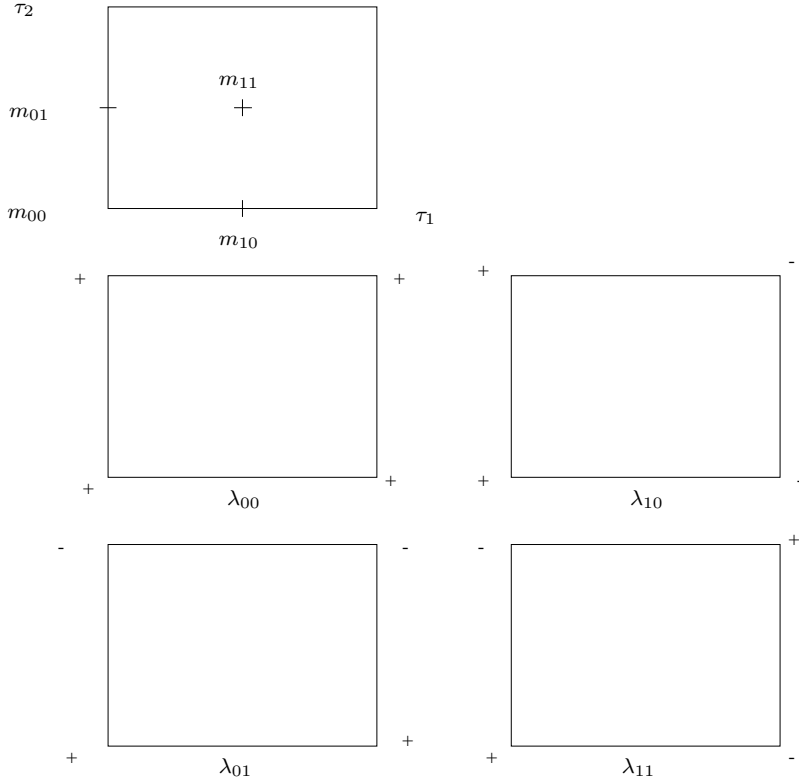 τ₂
m₁₁
m₀₁
m₀₀ τ₁
m₁₀
+ + + -
+ + + -
λ₀₀ λ₁₀
- - - +
+ + + -
λ₀₁ λ₁₁